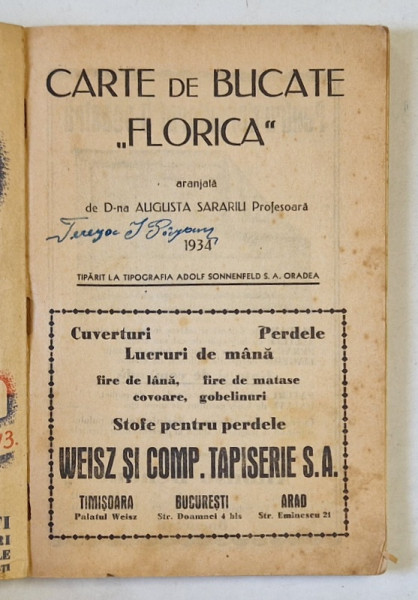 CARTE DE BUCATE
„FLORICA“
aranjată
de D-na AUGUSTA SARARIU Profesoară
1934
TIPĂRIT LA TIPOGRAFIA ADOLF SONNENFELD S. A. ORADEA
Cuverturi Perdele
Lucruri de mână
fire de lână, fire de matase
covoare, gobelinuri
Stofe pentru perdele
WEISZ ȘI COMP. TAPISERIE S.A.
TIMIȘOARA BUCUREȘTI ARAD
Palatul Weisz Str. Doamnei 4 bis Str. Eminescu 21